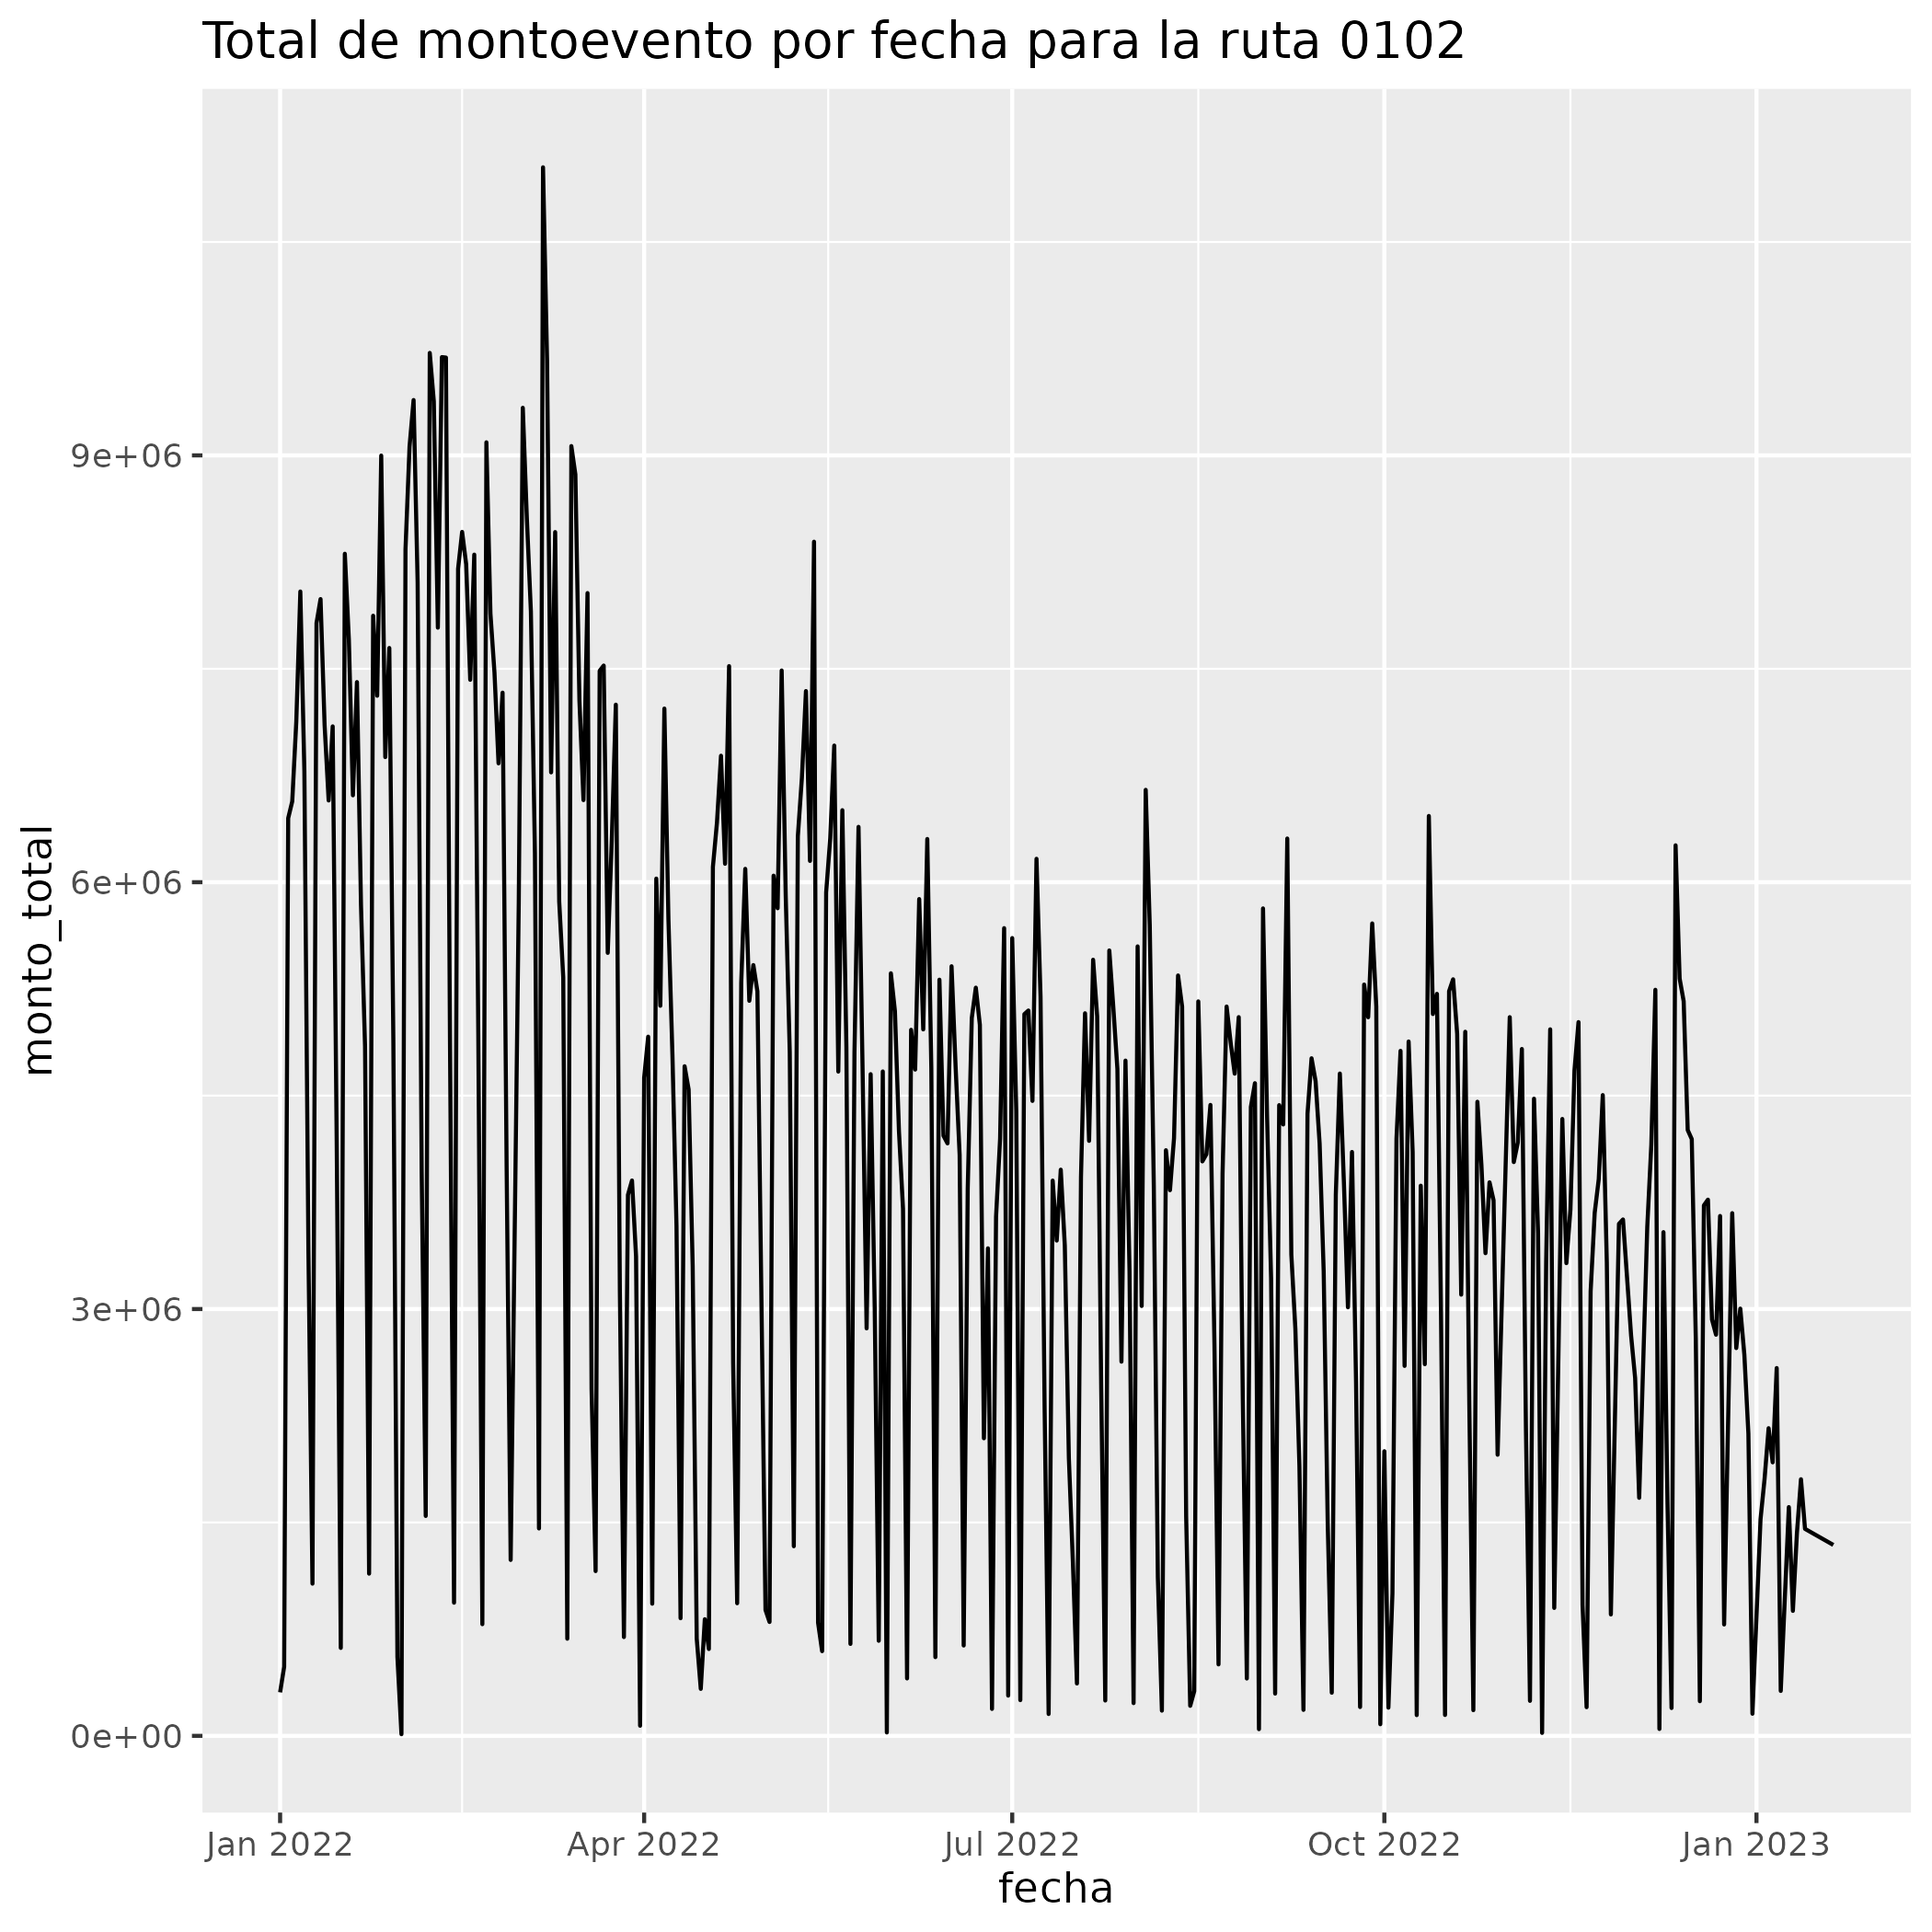 Total de montoevento por fecha para la ruta 0102
monto_total
9e+06
6e+06
3e+06
0e+00
Jan 2022
Apr 2022
Jul 2022
Oct 2022
Jan 2023
fecha